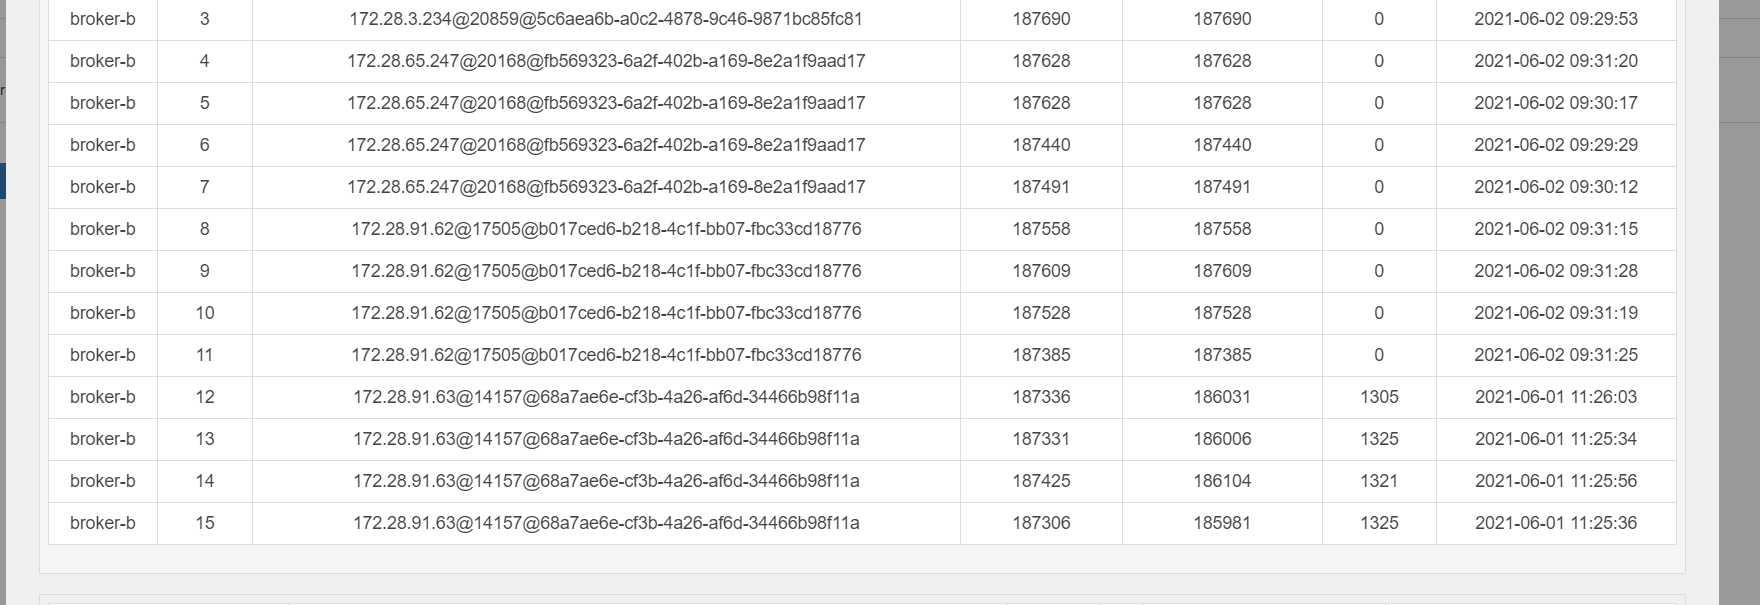 broker-b 3 172.28.3.234@20859@5c6aea6b-a0c2-4878-9c46-9871bc85fc81 187690 187690 0 2021-06-02 09:29:53
broker-b 4 172.28.65.247@20168@fb569323-6a2f-402b-a169-8e2a1f9aad17 187628 187628 0 2021-06-02 09:31:20
broker-b 5 172.28.65.247@20168@fb569323-6a2f-402b-a169-8e2a1f9aad17 187628 187628 0 2021-06-02 09:30:17
broker-b 6 172.28.65.247@20168@fb569323-6a2f-402b-a169-8e2a1f9aad17 187440 187440 0 2021-06-02 09:29:29
broker-b 7 172.28.65.247@20168@fb569323-6a2f-402b-a169-8e2a1f9aad17 187491 187491 0 2021-06-02 09:30:12
broker-b 8 172.28.91.62@17505@b017ced6-b218-4c1f-bb07-fbc33cd18776 187558 187558 0 2021-06-02 09:31:15
broker-b 9 172.28.91.62@17505@b017ced6-b218-4c1f-bb07-fbc33cd18776 187609 187609 0 2021-06-02 09:31:28
broker-b 10 172.28.91.62@17505@b017ced6-b218-4c1f-bb07-fbc33cd18776 187528 187528 0 2021-06-02 09:31:19
broker-b 11 172.28.91.62@17505@b017ced6-b218-4c1f-bb07-fbc33cd18776 187385 187385 0 2021-06-02 09:31:25
broker-b 12 172.28.91.63@14157@68a7ae6e-cf3b-4a26-af6d-34466b98f11a 187336 186031 1305 2021-06-01 11:26:03
broker-b 13 172.28.91.63@14157@68a7ae6e-cf3b-4a26-af6d-34466b98f11a 187331 186006 1325 2021-06-01 11:25:34
broker-b 14 172.28.91.63@14157@68a7ae6e-cf3b-4a26-af6d-34466b98f11a 187425 186104 1321 2021-06-01 11:25:56
broker-b 15 172.28.91.63@14157@68a7ae6e-cf3b-4a26-af6d-34466b98f11a 187306 185981 1325 2021-06-01 11:25:36